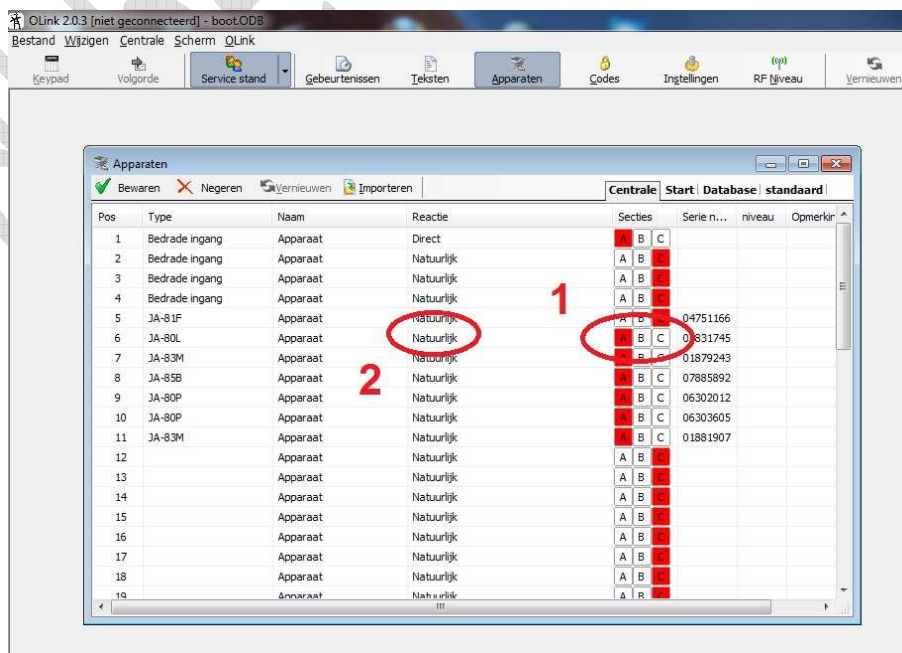 OLink 2.0.3 [niet geconnecteerd] - boot.ODB
Bestand Wijzigen Centrale Scherm OLink
Keypad Volgorde Service stand Gebeurtenissen Teksten Apparaten Codes Instellingen RF Niveau Vernieuwen
Apparaten
Bewaren Negeren Vernieuwen Importeren Centrale Start Database standaard
Pos Type Naam Reactie Secties Serie n... niveau Opmerkin
1 Bedrade ingang Apparaat Direct A B C
2 Bedrade ingang Apparaat Natuurlijk A B C
3 Bedrade ingang Apparaat Natuurlijk A B C
4 Bedrade ingang Apparaat Natuurlijk A B C
1
5 JA-81F Apparaat Natuurlijk A B C 04751166
6 JA-80L Apparaat Natuurlijk A B C
7 JA-83M Apparaat Natuurlijk A B C 01879243
2
8 JA-85B Apparaat Natuurlijk A B C 07885892
9 JA-80P Apparaat Natuurlijk A B C 06302012
10 JA-80P Apparaat Natuurlijk A B C 06303605
11 JA-83M Apparaat Natuurlijk A B C 01881907
12 Apparaat Natuurlijk A B C
13 Apparaat Natuurlijk A B C
14 Apparaat Natuurlijk A B C
15 Apparaat Natuurlijk A B C
16 Apparaat Natuurlijk A B C
17 Apparaat Natuurlijk A B C
18 Apparaat Natuurlijk A B C
19 Apparaat Natuurlijk A B C